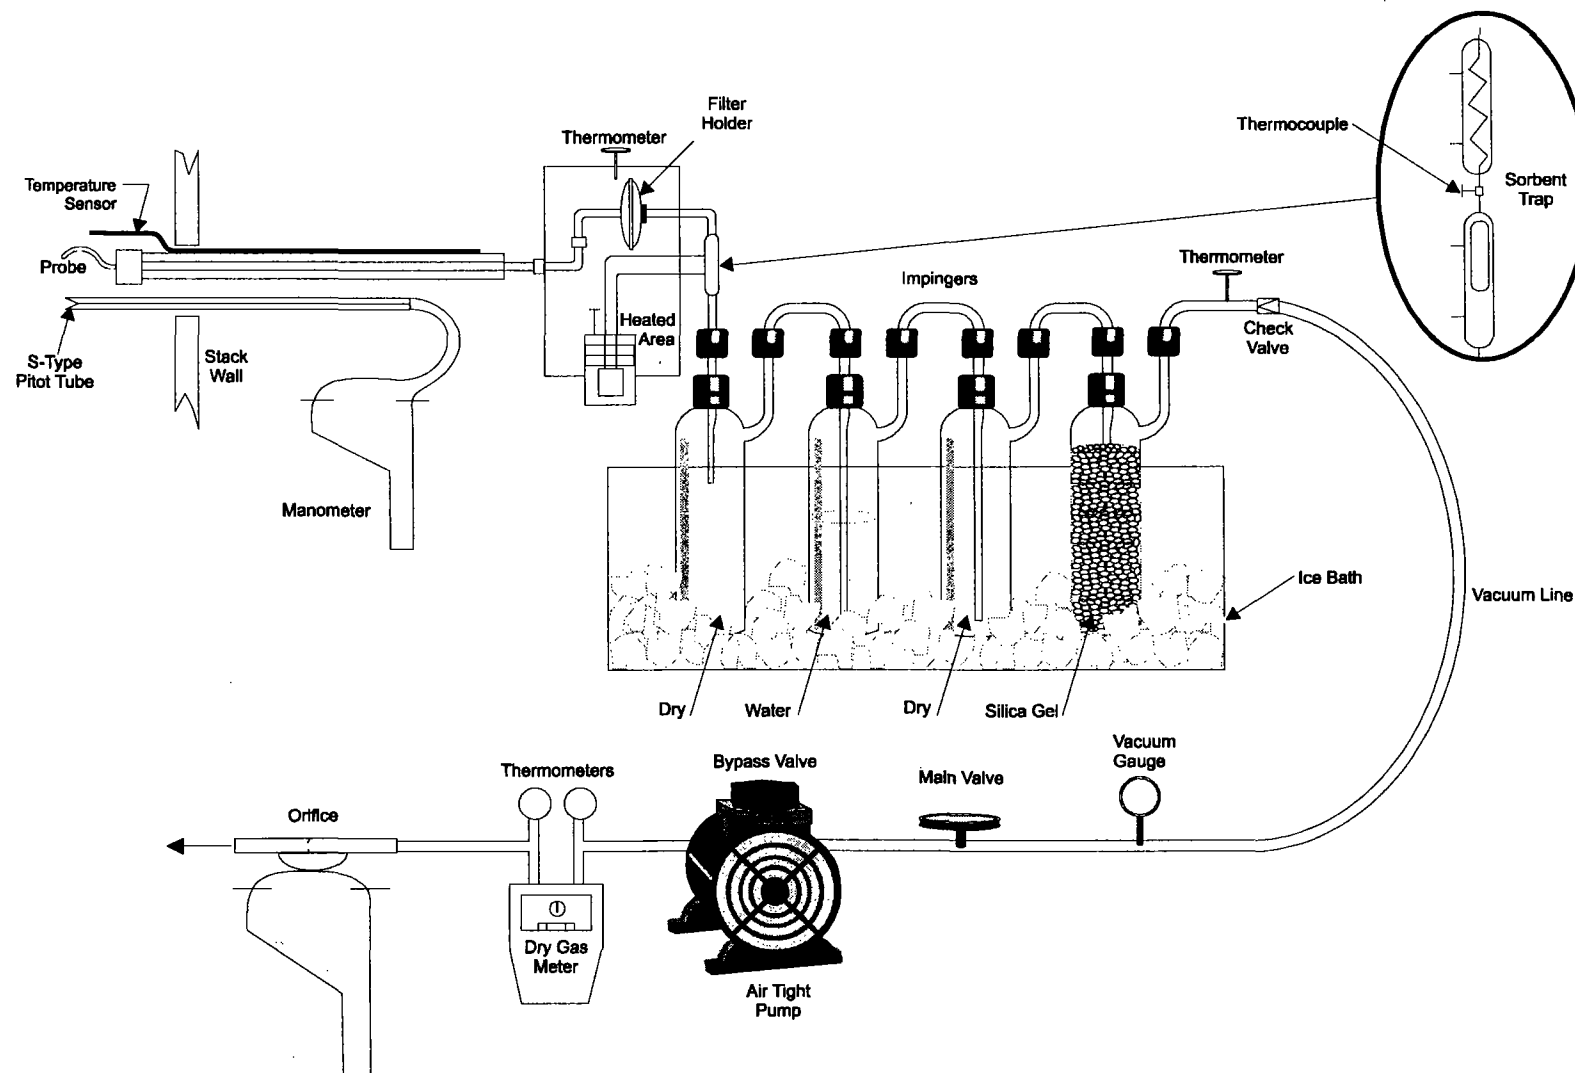 Filter
Holder
Thermometer
Thermocouple
Sorbent
Trap
Temperature
Sensor
Probe
Thermometer
Impingers
Heated
Area
Check
Valve
S-Type
Pitot Tube
Stack
Wall
Manometer
Ice Bath
Vacuum Line
Dry
Water
Dry
Silica Gel
Vacuum
Gauge
Thermometers
Bypass Valve
Main Valve
Orifice
Dry Gas
Meter
Air Tight
Pump